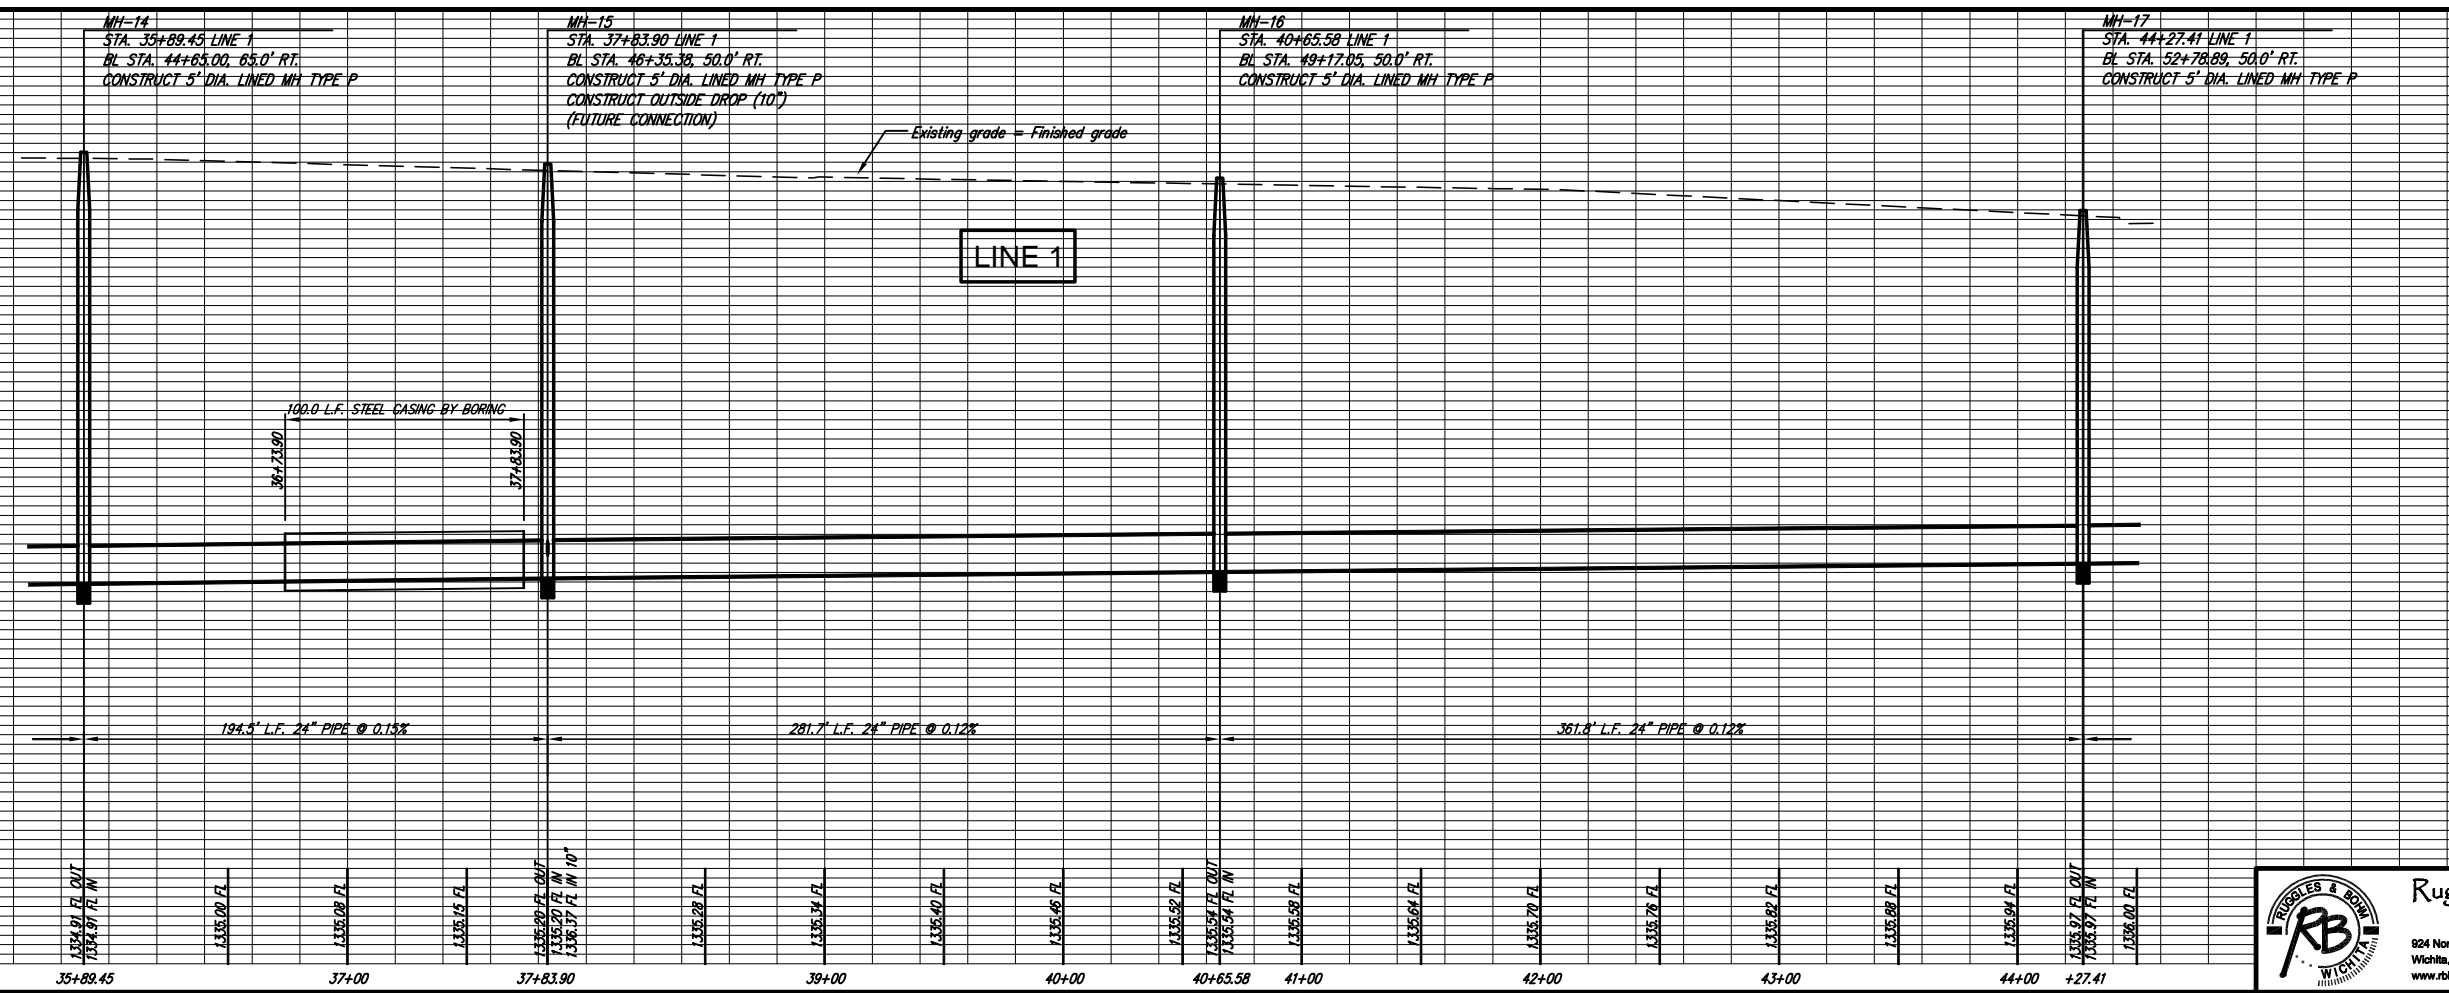 MH-14
STA. 35+89.45 LINE 1
BL STA. 44+65.00, 65.0' RT.
CONSTRUCT 5' DIA. LINED MH TYPE P
MH-15
STA. 37+83.90 LINE 1
BL STA. 46+35.38, 50.0' RT.
CONSTRUCT 5' DIA. LINED MH TYPE P
CONSTRUCT OUTSIDE DROP (10")
(FUTURE CONNECTION)
MH-16
STA. 40+65.58 LINE 1
BL STA. 49+17.05, 50.0' RT.
CONSTRUCT 5' DIA. LINED MH TYPE P
MH-17
STA. 44+27.41 LINE 1
BL STA. 52+78.89, 50.0' RT.
CONSTRUCT 5' DIA. LINED MH TYPE P
Existing grade = Finished grade
LINE 1
100.0 L.F. STEEL CASING BY BORING
36+73.90
37+83.90
194.5' L.F. 24" PIPE @ 0.15%
281.7' L.F. 24" PIPE @ 0.12%
361.8' L.F. 24" PIPE @ 0.12%
1334.91 FL OUT
1334.91 FL IN
1335.00 FL
1335.08 FL
1335.15 FL
1335.20 FL OUT
1335.20 FL IN
1336.37 FL IN 10"
1335.28 FL
1335.34 FL
1335.40 FL
1335.46 FL
1335.52 FL
1335.54 FL OUT
1335.54 FL IN
1335.58 FL
1335.64 FL
1335.70 FL
1335.76 FL
1335.82 FL
1335.88 FL
1335.94 FL
1335.97 FL OUT
1335.97 FL IN
1336.00 FL
35+89.45
37+00
37+83.90
39+00
40+00
40+65.58
41+00
42+00
43+00
44+00
+27.41
RUGGLES & BOHM
RB
WICHITA
Rug
924 Nor
Wichita,
www.rbl